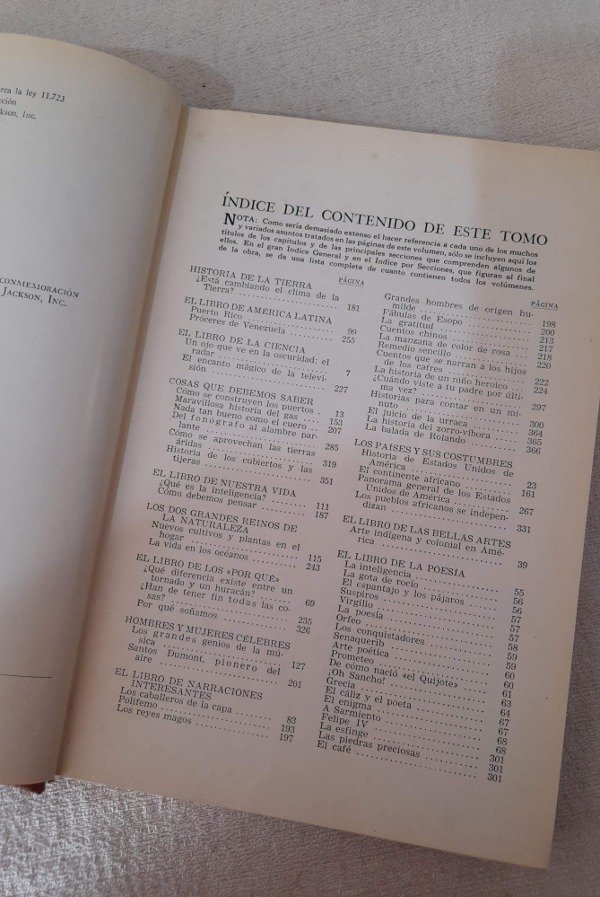 rea la ley 11.723
cción
kson, Inc.
CONMEMORACIÓN
JACKSON, INC.
ÍNDICE DEL CONTENIDO DE ESTE TOMO
NOTA: Como sería demasiado extenso el hacer referencia a cada uno de los muchos
y variados asuntos tratados en las páginas de este volumen, sólo se incluyen aquí los
títulos de los capítulos y de las principales secciones que comprenden algunos de
ellos. En el gran Índice General y en el Índice por Secciones, que figuran al final
de la obra, se da una lista completa de cuanto contienen todos los volúmenes.
PÁGINA
HISTORIA DE LA TIERRA
¿Está cambiando el clima de la
Tierra? 181
EL LIBRO DE AMÉRICA LATINA
Puerto Rico 99
Próceres de Venezuela 255
EL LIBRO DE LA CIENCIA
Un ojo que ve en la oscuridad: el
radar 7
El encanto mágico de la televi-
sión 227
COSAS QUE DEBEMOS SABER
Cómo se construyen los puertos 13
Maravillosa historia del gas 153
Nada tan bueno como el cuero 207
Del fonógrafo al alambre par-
lante 285
Cómo se aprovechan las tierras
áridas 319
Historia de los cubiertos y las
tijeras 351
EL LIBRO DE NUESTRA VIDA
¿Qué es la inteligencia? 111
Cómo debemos pensar 187
LOS DOS GRANDES REINOS DE
LA NATURALEZA
Nuevos cultivos y plantas en el
hogar 115
La vida en los océanos 243
EL LIBRO DE LOS «POR QUÉ»
¿Qué diferencia existe entre un
tornado y un huracán? 69
¿Han de tener fin todas las co-
sas? 235
Por qué soñamos 326
HOMBRES Y MUJERES CÉLEBRES
Los grandes genios de la mú-
sica 127
Santos Dumont, pionero del
aire 201
EL LIBRO DE NARRACIONES
INTERESANTES
Los caballeros de la capa 83
Polifemo 193
Los reyes magos 197
PÁGINA
Grandes hombres de origen hu-
milde 198
Fábulas de Esopo 200
La gratitud 213
Cuentos chinos 217
La manzana de color de rosa 218
Remedio sencillo 220
Cuentos que se narran a los hijos
de los cafres 222
La historia de un niño heroico 224
¿Cuándo viste a tu padre por últi-
ma vez? 297
Historias para contar en un mi-
nuto 300
El juicio de la urraca 364
La historia del zorro-víbora 365
La balada de Rolando 366
LOS PAÍSES Y SUS COSTUMBRES
Historia de Estados Unidos de
América 23
El continente africano 161
Panorama general de los Estados
Unidos de América 267
Los pueblos africanos se indepen-
dizan 331
EL LIBRO DE LAS BELLAS ARTES
Arte indígena y colonial en Amé-
rica 39
EL LIBRO DE LA POESÍA
La inteligencia 55
La gota de rocío 56
El espantajo y los pájaros 56
Suspiros 57
Virgilio 57
La poesía 58
Orfeo 58
Los conquistadores 59
Senaquerib 59
Arte poética 60
Prometeo 60
De cómo nació «el Quijote» 61
¡Oh Sancho! 63
Grecia 64
El cáliz y el poeta 67
El enigma 67
A Sarmiento 68
Felipe IV 68
La esfinge 301
Las piedras preciosas 301
El café 301